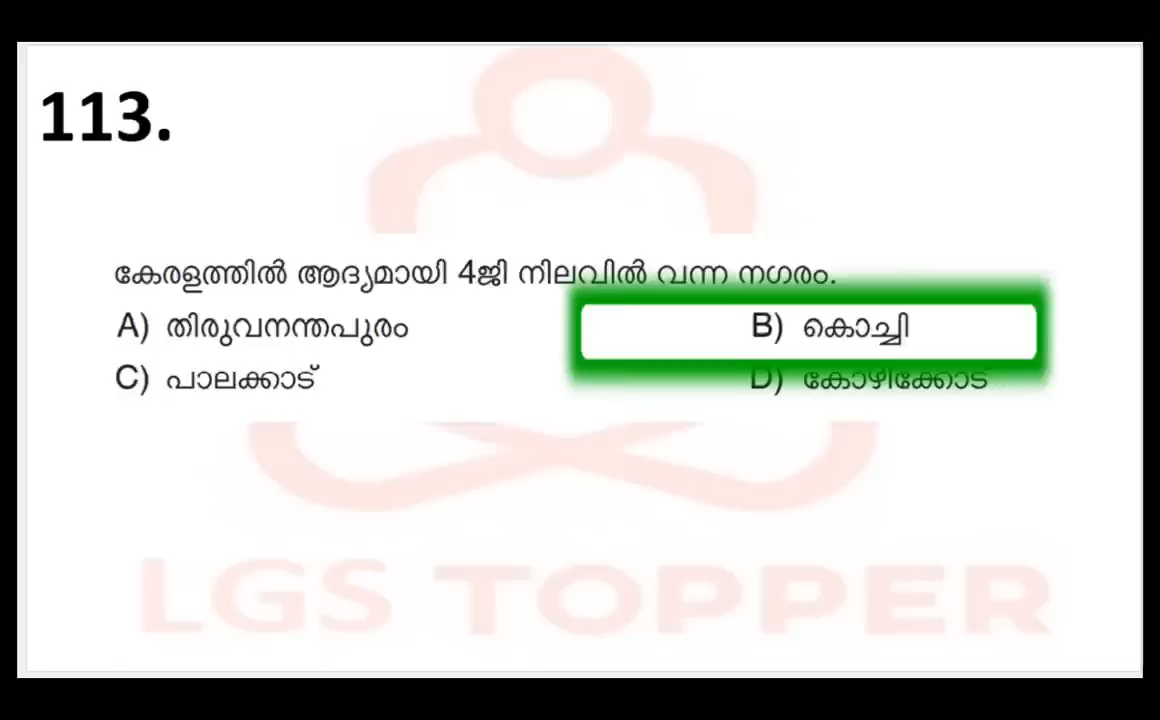 113.
കേരളത്തിൽ ആദ്യമായി 4ജി നിലവിൽ വന്ന നഗരം.
A) തിരുവനന്തപുരം B) കൊച്ചി
C) പാലക്കാട് D) കോഴിക്കോട്
LGS TOPPER